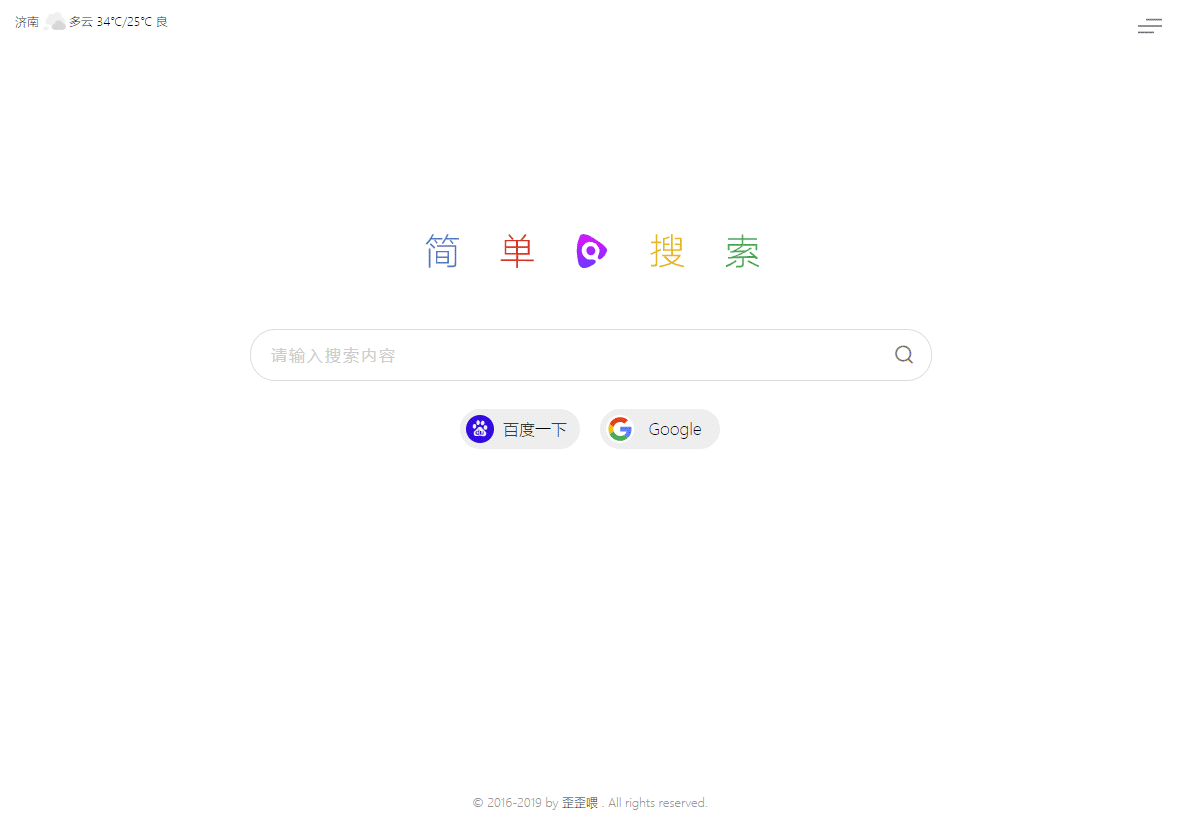 济南 多云 34℃/25℃ 良
简 单 搜 索
请输入搜索内容
百度一下 Google
© 2016-2019 by 歪歪喂 . All rights reserved.